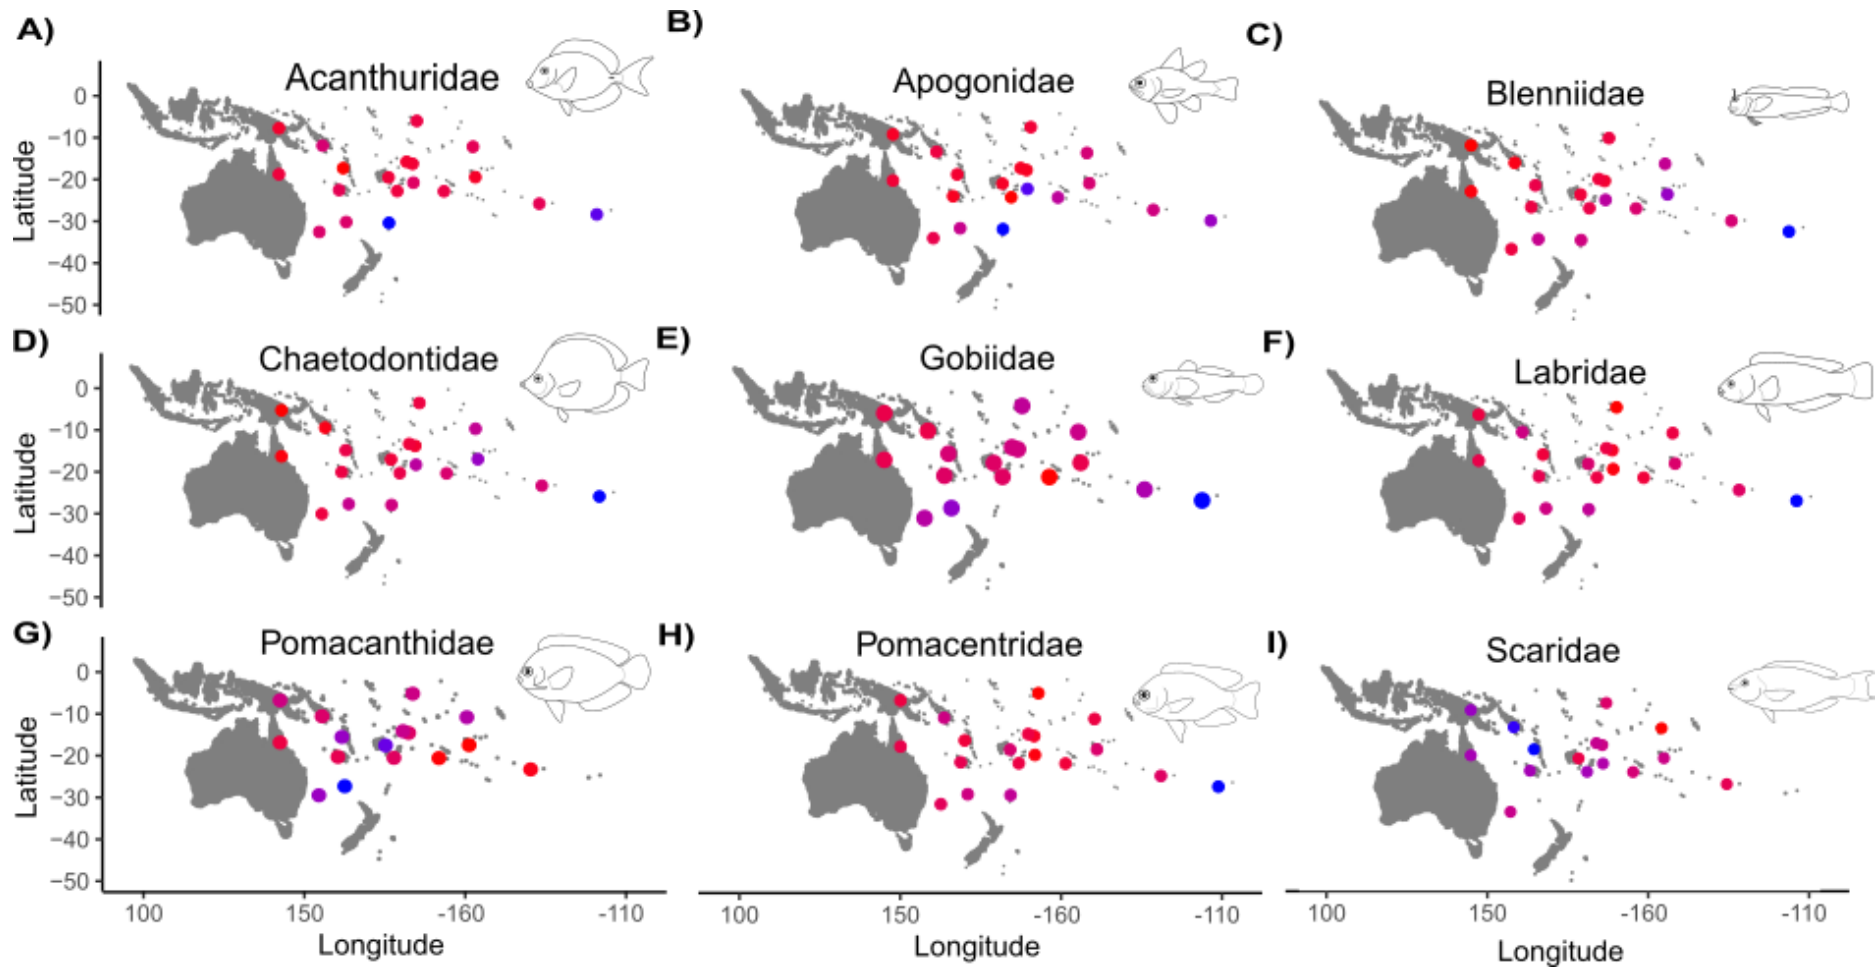 A)
Acanthuridae
B)
Apogonidae
C)
Blenniidae
Latitude
0
−10
−20
−30
−40
−50
D)
Chaetodontidae
E)
Gobiidae
F)
Labridae
Latitude
0
−10
−20
−30
−40
−50
G)
Pomacanthidae
H)
Pomacentridae
I)
Scaridae
Latitude
0
−10
−20
−30
−40
−50
100 150 -160 -110
Longitude
100 150 -160 -110
Longitude
100 150 -160 -110
Longitude